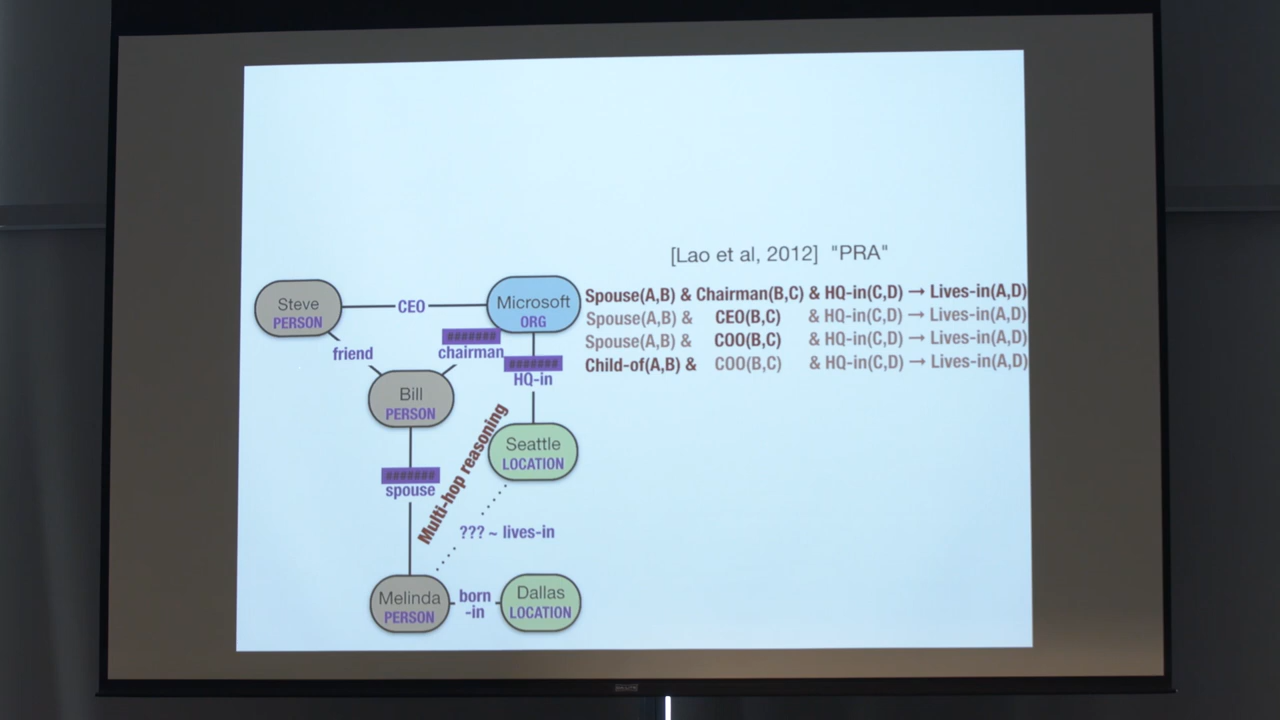 [Lao et al, 2012] "PRA"
Spouse(A,B) & Chairman(B,C) & HQ-in(C,D) → Lives-in(A,D)
Spouse(A,B) & CEO(B,C) & HQ-in(C,D) → Lives-in(A,D)
Spouse(A,B) & COO(B,C) & HQ-in(C,D) → Lives-in(A,D)
Child-of(A,B) & COO(B,C) & HQ-in(C,D) → Lives-in(A,D)
Steve
PERSON
CEO
Microsoft
ORG
friend
#######
chairman
#######
HQ-in
Bill
PERSON
Seattle
LOCATION
#######
spouse
Multi-hop reasoning
??? ~ lives-in
Melinda
PERSON
born
-in
Dallas
LOCATION